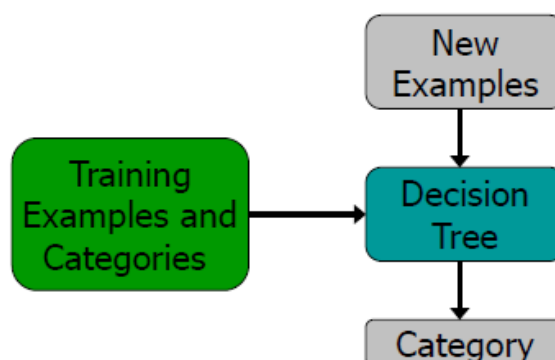 New
Examples
Training
Examples and
Categories
Decision
Tree
Category